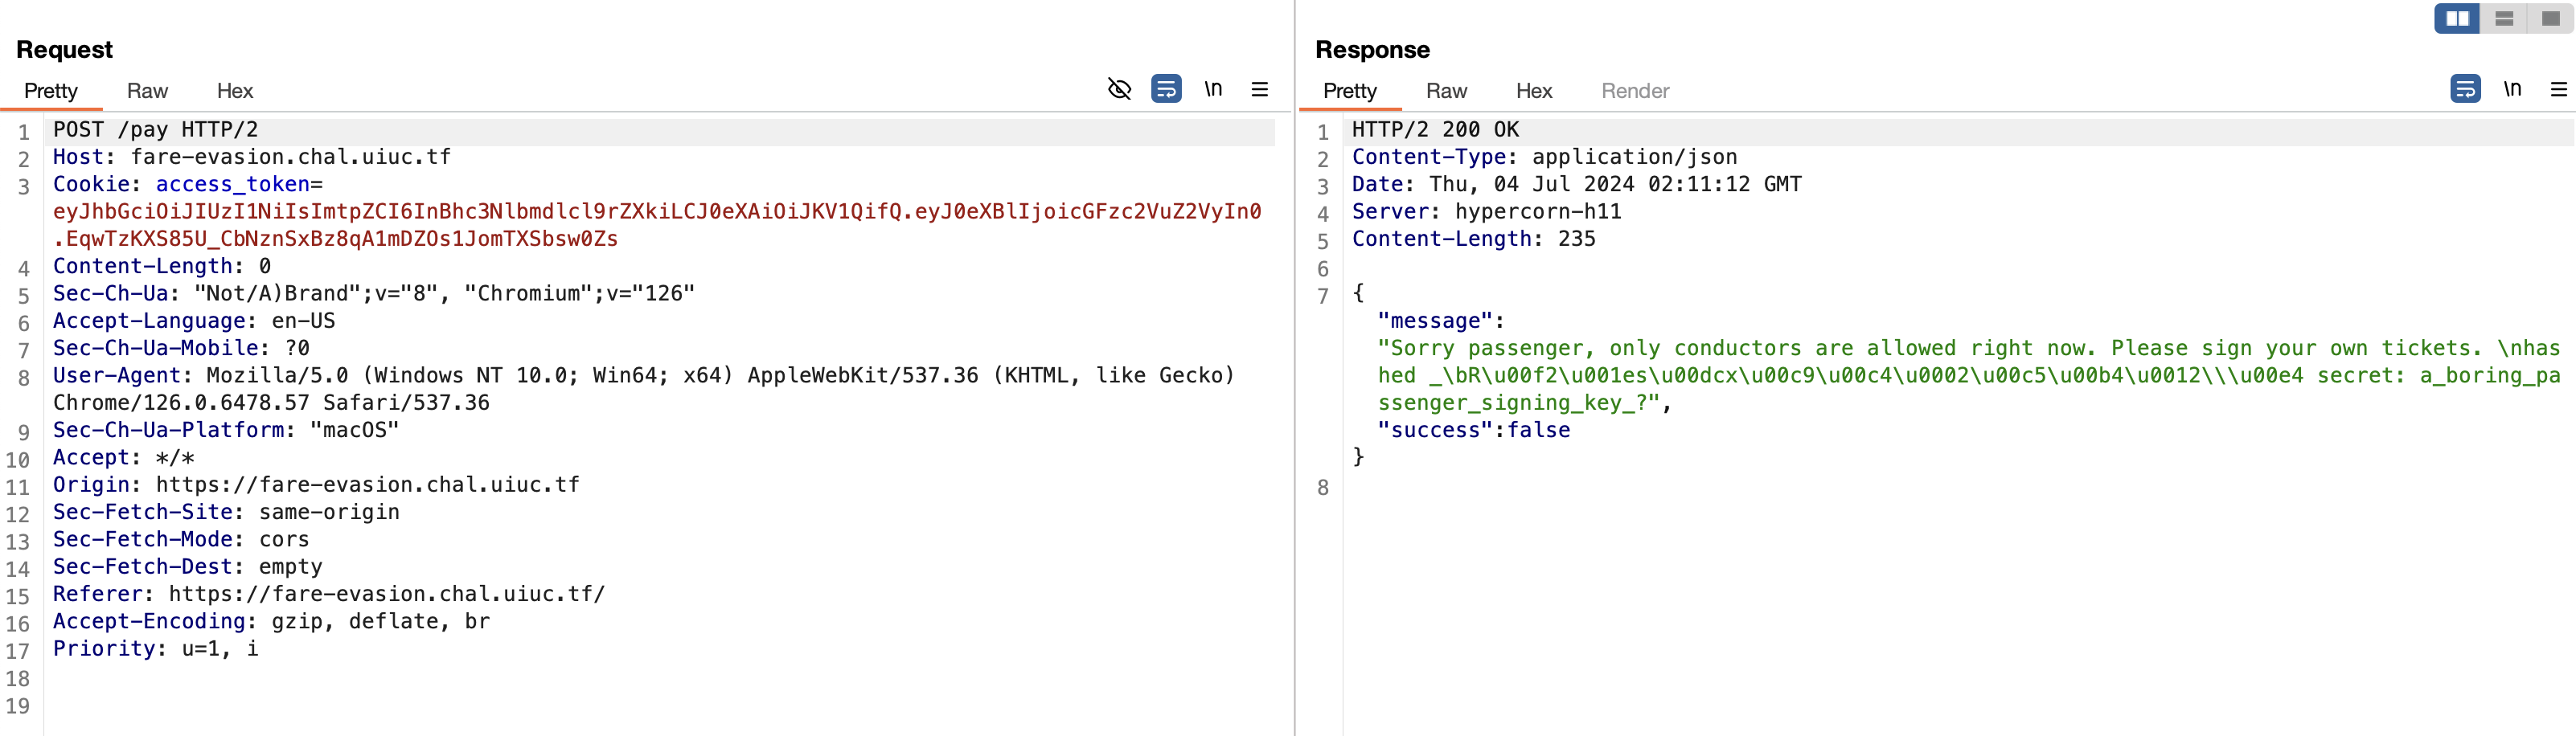 Request
Pretty Raw Hex \n
1 POST /pay HTTP/2
2 Host: fare-evasion.chal.uiuc.tf
3 Cookie: access_token=
eyJhbGciOiJIUzI1NiIsImtpZCI6InBhc3Nlbmdlcl9rZXkiLCJ0eXAiOiJKV1QifQ.eyJ0eXBlIjoicGFzc2VuZ2VyIn0
.EqwTzKXS85U_CbNznSxBz8qA1mDZOs1JomTXSbsw0Zs
4 Content-Length: 0
5 Sec-Ch-Ua: "Not/A)Brand";v="8", "Chromium";v="126"
6 Accept-Language: en-US
7 Sec-Ch-Ua-Mobile: ?0
8 User-Agent: Mozilla/5.0 (Windows NT 10.0; Win64; x64) AppleWebKit/537.36 (KHTML, like Gecko)
Chrome/126.0.6478.57 Safari/537.36
9 Sec-Ch-Ua-Platform: "macOS"
10 Accept: */*
11 Origin: https://fare-evasion.chal.uiuc.tf
12 Sec-Fetch-Site: same-origin
13 Sec-Fetch-Mode: cors
14 Sec-Fetch-Dest: empty
15 Referer: https://fare-evasion.chal.uiuc.tf/
16 Accept-Encoding: gzip, deflate, br
17 Priority: u=1, i
18
19
Response
Pretty Raw Hex Render \n
1 HTTP/2 200 OK
2 Content-Type: application/json
3 Date: Thu, 04 Jul 2024 02:11:12 GMT
4 Server: hypercorn-h11
5 Content-Length: 235
6
7 {
"message":
"Sorry passenger, only conductors are allowed right now. Please sign your own tickets. \nhas
hed _\bR\u00f2\u001es\u00dcx\u00c9\u00c4\u0002\u00c5\u00b4\u0012\\\u00e4 secret: a_boring_pa
ssenger_signing_key_?",
"success":false
}
8